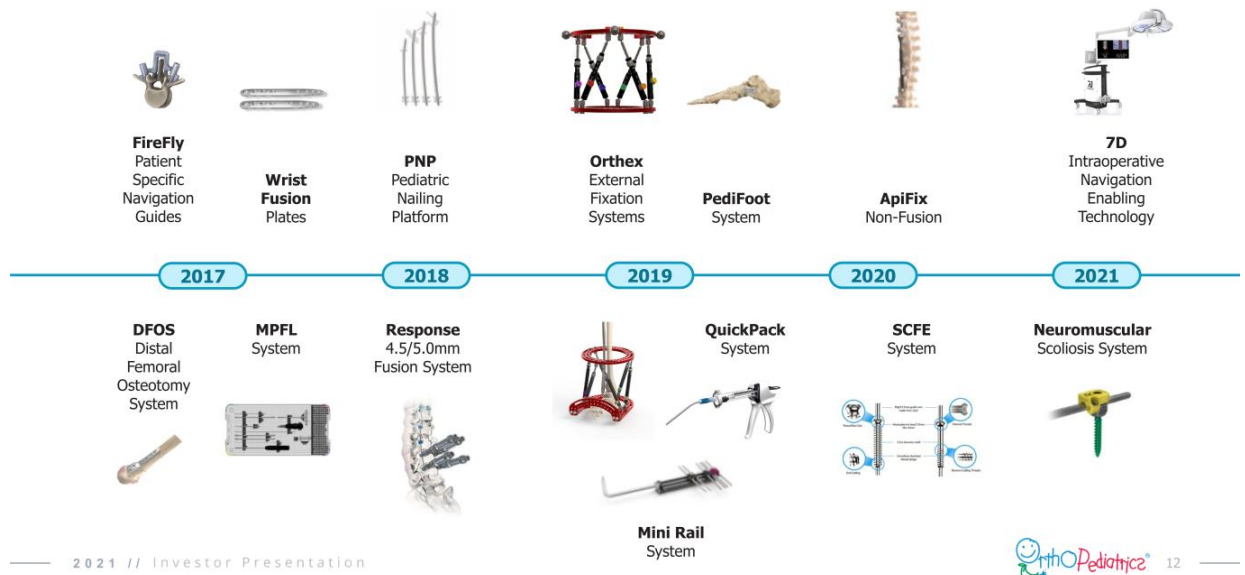 FireFly
Patient
Specific
Navigation
Guides
Wrist
Fusion
Plates
PNP
Pediatric
Nailing
Platform
Orthex
External
Fixation
Systems
PediFoot
System
ApiFix
Non-Fusion
7D
Intraoperative
Navigation
Enabling
Technology
2017
2018
2019
2020
2021
DFOS
Distal
Femoral
Osteotomy
System
MPFL
System
Response
4.5/5.0mm
Fusion System
QuickPack
System
SCFE
System
Neuromuscular
Scoliosis System
Mini Rail
System
2021 // Investor Presentation
OrthoPediatrics®
12